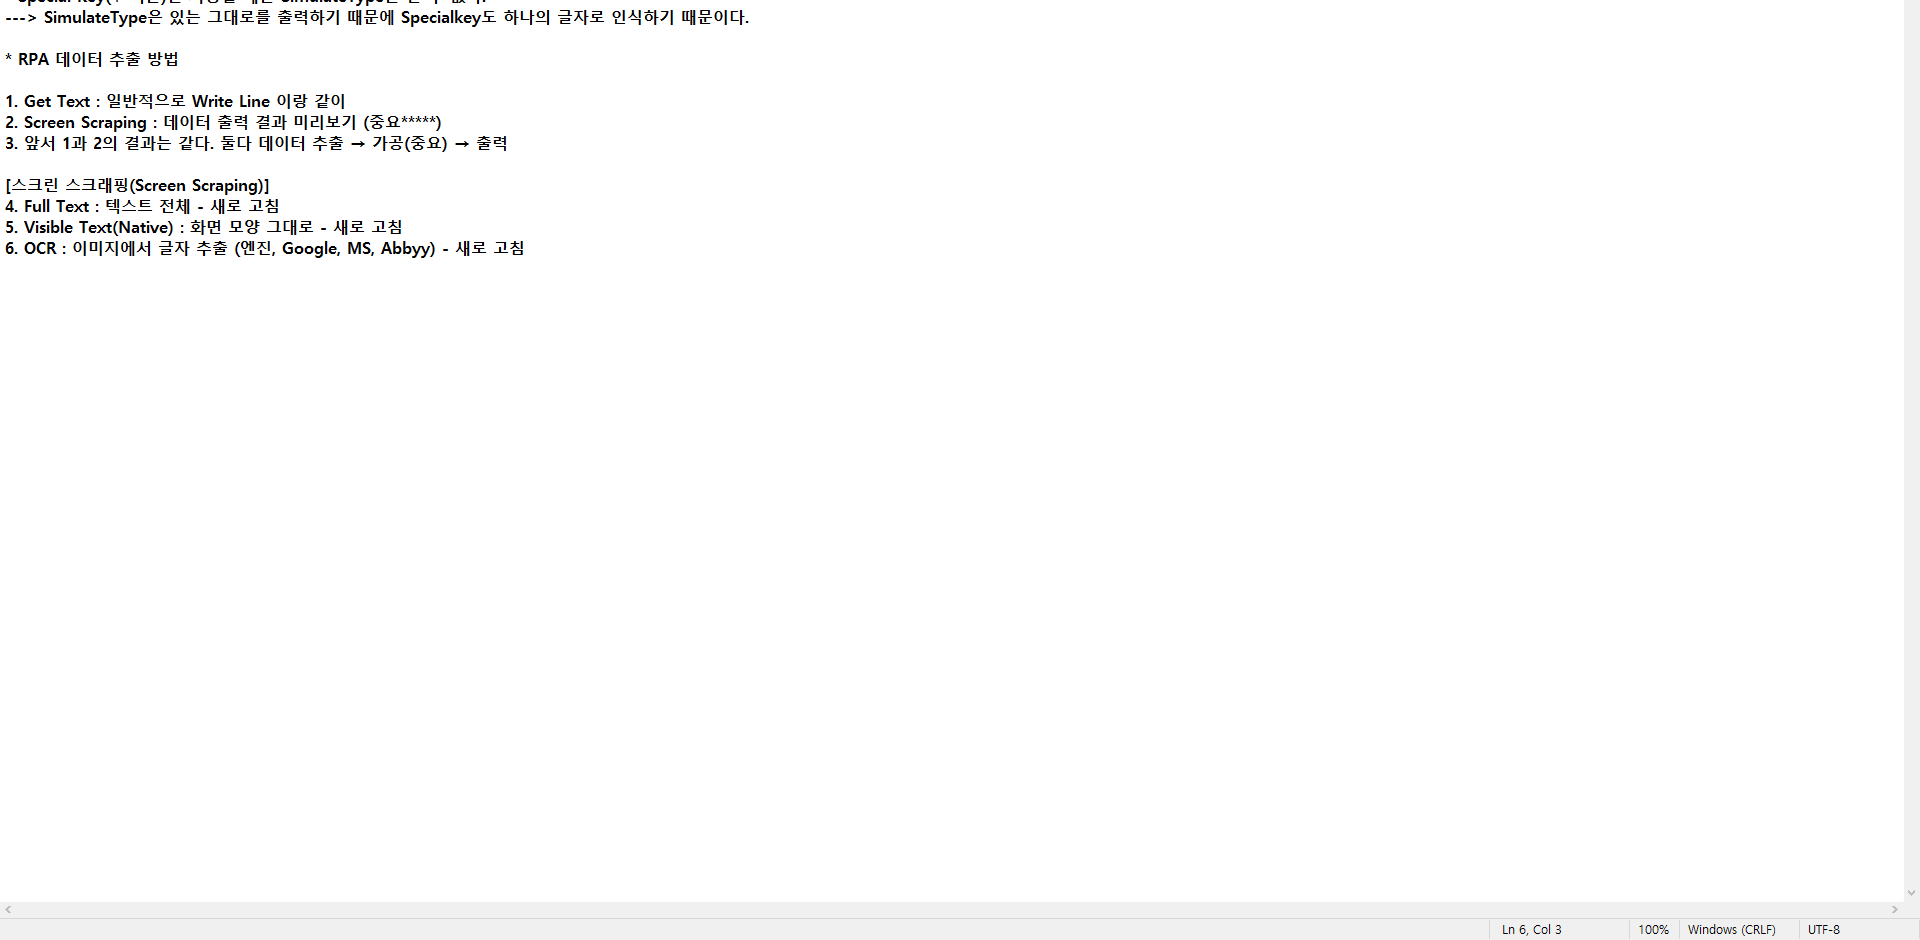 ---> SimulateType은 있는 그대로를 출력하기 때문에 Specialkey도 하나의 글자로 인식하기 때문이다.
* RPA 데이터 추출 방법
1. Get Text : 일반적으로 Write Line 이랑 같이
2. Screen Scraping : 데이터 출력 결과 미리보기 (중요*****)
3. 앞서 1과 2의 결과는 같다. 둘다 데이터 추출 → 가공(중요) → 출력
[스크린 스크래핑(Screen Scraping)]
4. Full Text : 텍스트 전체 - 새로 고침
5. Visible Text(Native) : 화면 모양 그대로 - 새로 고침
6. OCR : 이미지에서 글자 추출 (엔진, Google, MS, Abbyy) - 새로 고침
Ln 6, Col 3 100% Windows (CRLF) UTF-8